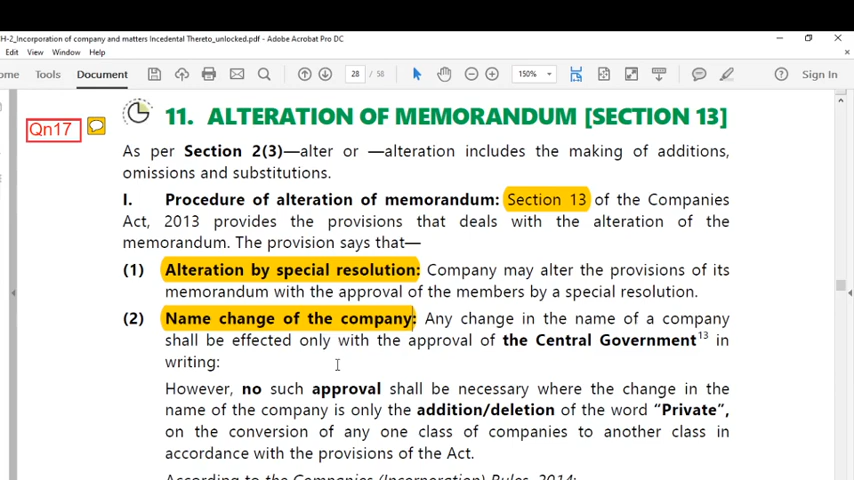 H-2_Incorporation of company and matters Incedental Thereto_unlocked.pdf - Adobe Acrobat Pro DC
Edit View Window Help
ome Tools Document 28 / 58 150% Sign In
Qn17
11. ALTERATION OF MEMORANDUM [SECTION 13]
As per Section 2(3)—alter or —alteration includes the making of additions,
omissions and substitutions.
I. Procedure of alteration of memorandum: Section 13 of the Companies
Act, 2013 provides the provisions that deals with the alteration of the
memorandum. The provision says that—
(1) Alteration by special resolution: Company may alter the provisions of its
memorandum with the approval of the members by a special resolution.
(2) Name change of the company: Any change in the name of a company
shall be effected only with the approval of the Central Government13 in
writing:
However, no such approval shall be necessary where the change in the
name of the company is only the addition/deletion of the word “Private”,
on the conversion of any one class of companies to another class in
accordance with the provisions of the Act.
According to the Companies (Incorporation) Rules, 2014: